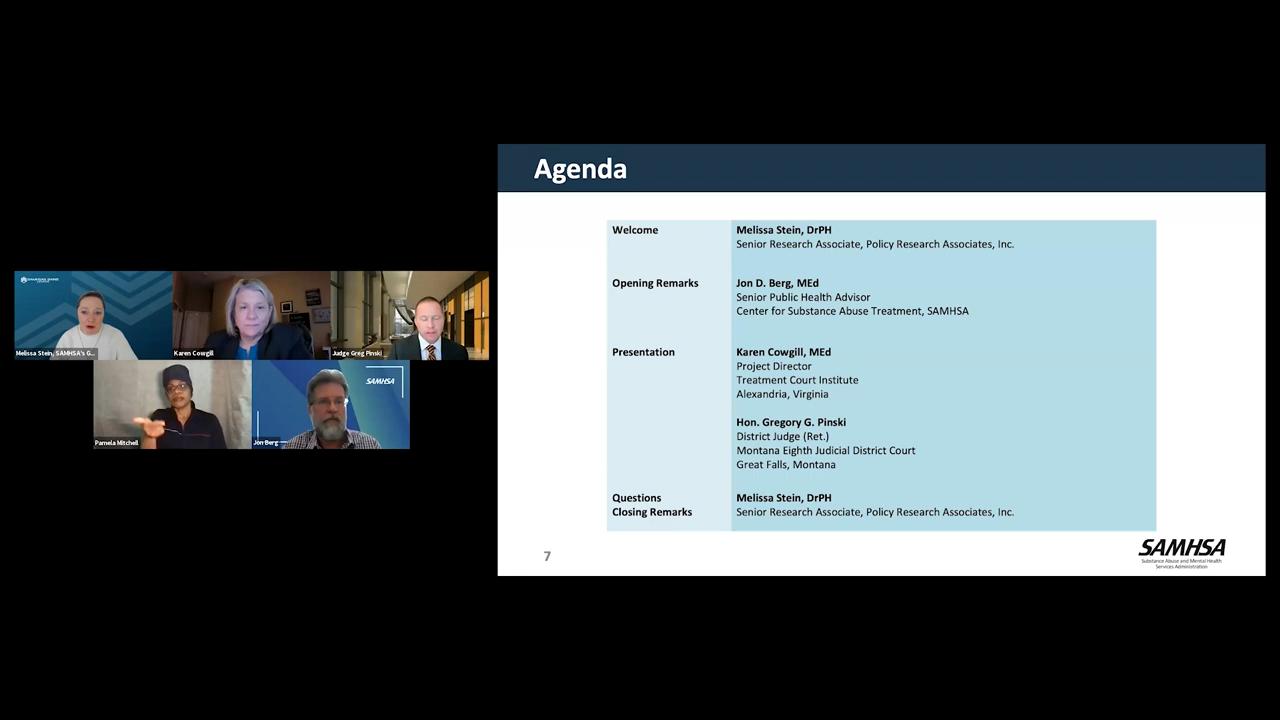 Agenda
Welcome
Melissa Stein, DrPH
Senior Research Associate, Policy Research Associates, Inc.
Opening Remarks
Jon D. Berg, MEd
Senior Public Health Advisor
Center for Substance Abuse Treatment, SAMHSA
Presentation
Karen Cowgill, MEd
Project Director
Treatment Court Institute
Alexandria, Virginia
Hon. Gregory G. Pinski
District Judge (Ret.)
Montana Eighth Judicial District Court
Great Falls, Montana
Questions
Closing Remarks
Melissa Stein, DrPH
Senior Research Associate, Policy Research Associates, Inc.
7
SAMHSA
Substance Abuse and Mental Health
Services Administration
Melissa Stein, SAMHSA's G...
Karen Cowgill
Judge Greg Pinski
Pamela Mitchell
SAMHSA
Jon Berg